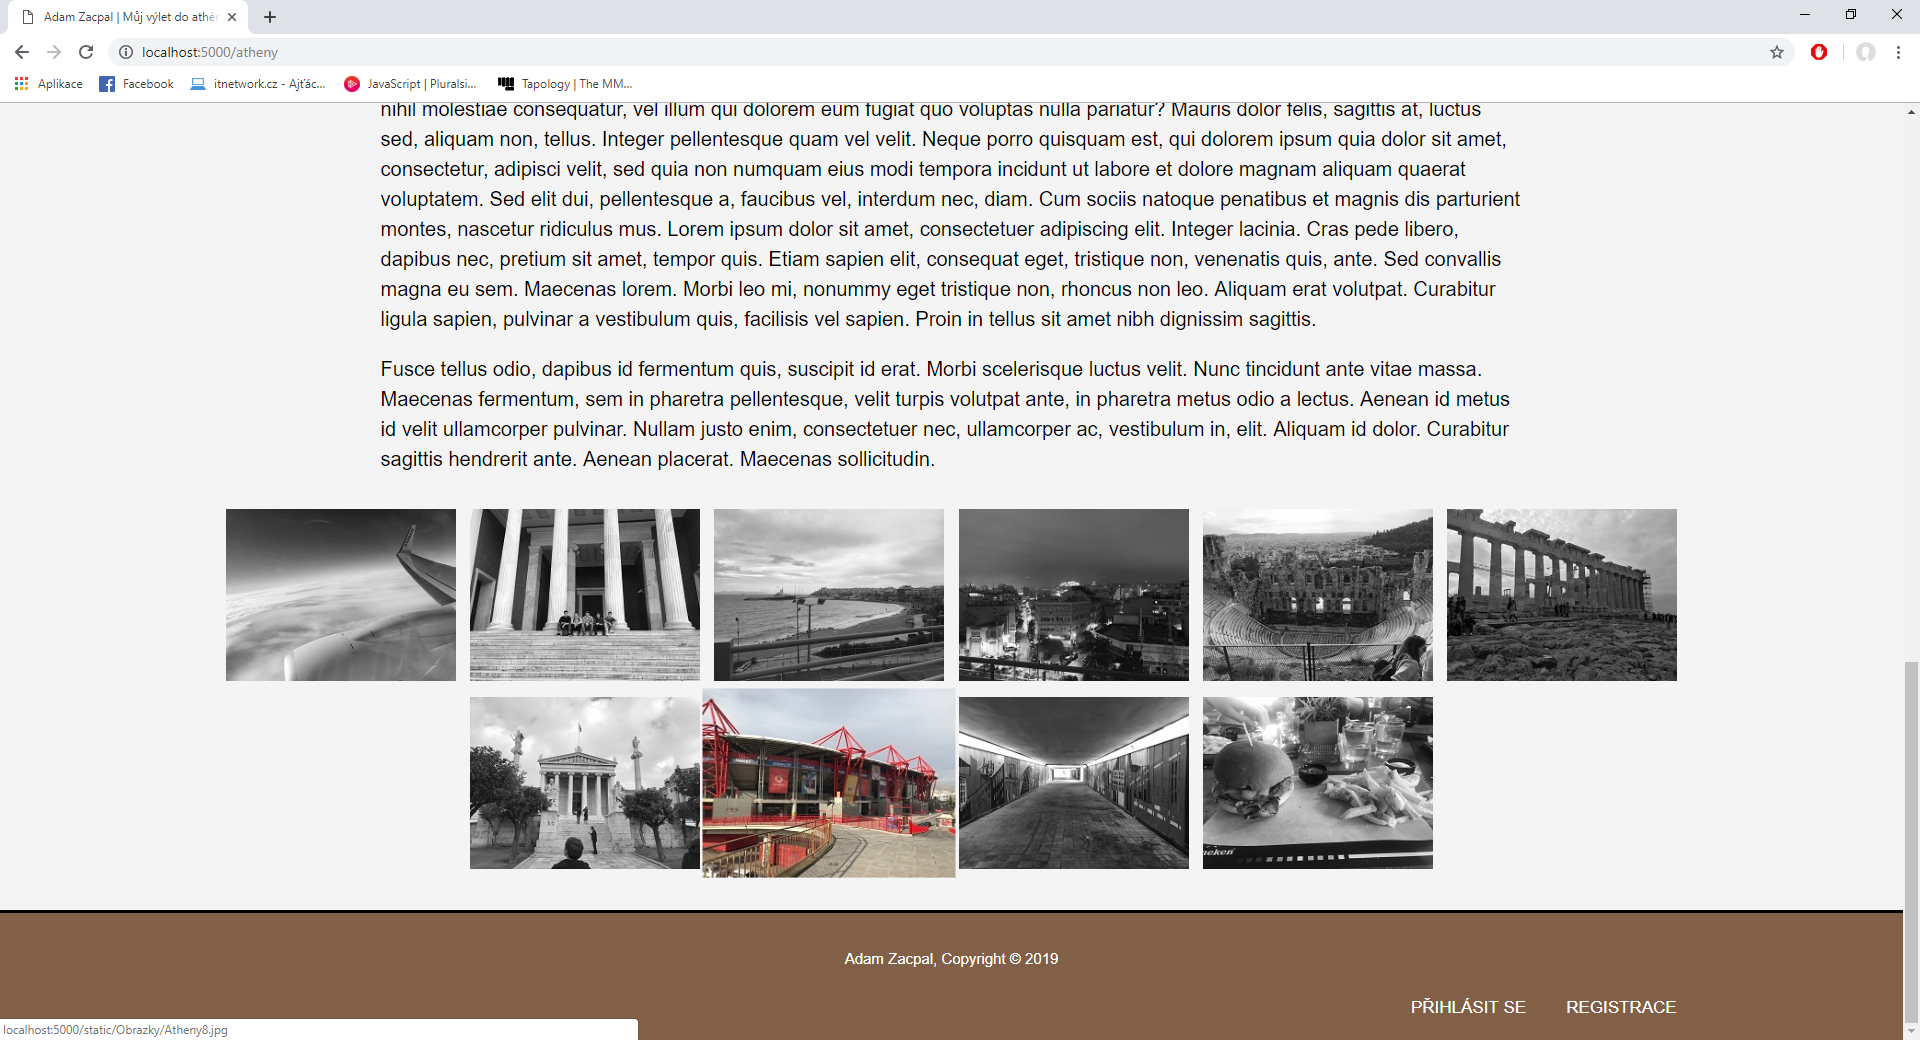 Adam Zacpal | Můj výlet do athén
localhost:5000/atheny
Aplikace
Facebook
itnetwork.cz - Ajťác...
JavaScript | Pluralsi...
Tapology | The MM...
nihil molestiae consequatur, vel illum qui dolorem eum fugiat quo voluptas nulla pariatur? Mauris dolor felis, sagittis at, luctus
sed, aliquam non, tellus. Integer pellentesque quam vel velit. Neque porro quisquam est, qui dolorem ipsum quia dolor sit amet,
consectetur, adipisci velit, sed quia non numquam eius modi tempora incidunt ut labore et dolore magnam aliquam quaerat
voluptatem. Sed elit dui, pellentesque a, faucibus vel, interdum nec, diam. Cum sociis natoque penatibus et magnis dis parturient
montes, nascetur ridiculus mus. Lorem ipsum dolor sit amet, consectetuer adipiscing elit. Integer lacinia. Cras pede libero,
dapibus nec, pretium sit amet, tempor quis. Etiam sapien elit, consequat eget, tristique non, venenatis quis, ante. Sed convallis
magna eu sem. Maecenas lorem. Morbi leo mi, nonummy eget tristique non, rhoncus non leo. Aliquam erat volutpat. Curabitur
ligula sapien, pulvinar a vestibulum quis, facilisis vel sapien. Proin in tellus sit amet nibh dignissim sagittis.
Fusce tellus odio, dapibus id fermentum quis, suscipit id erat. Morbi scelerisque luctus velit. Nunc tincidunt ante vitae massa.
Maecenas fermentum, sem in pharetra pellentesque, velit turpis volutpat ante, in pharetra metus odio a lectus. Aenean id metus
id velit ullamcorper pulvinar. Nullam justo enim, consectetuer nec, ullamcorper ac, vestibulum in, elit. Aliquam id dolor. Curabitur
sagittis hendrerit ante. Aenean placerat. Maecenas sollicitudin.
neken
Adam Zacpal, Copyright © 2019
PŘIHLÁSIT SE
REGISTRACE
localhost:5000/static/Obrazky/Atheny8.jpg